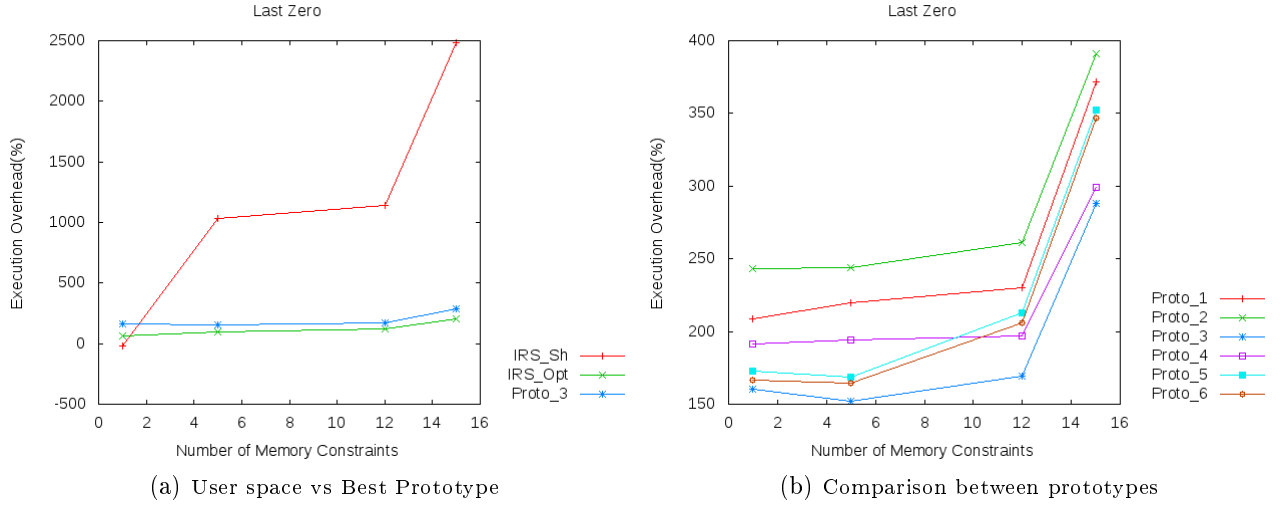 Last Zero
2500
2000
1500
1000
500
0
-500
0 2 4 6 8 10 12 14 16
Execution Overhead(%)
Number of Memory Constraints
IRS_Sh
IRS_Opt
Proto_3
(a) User space vs Best Prototype
Last Zero
400
350
300
250
200
150
0 2 4 6 8 10 12 14 16
Execution Overhead(%)
Number of Memory Constraints
Proto_1
Proto_2
Proto_3
Proto_4
Proto_5
Proto_6
(b) Comparison between prototypes